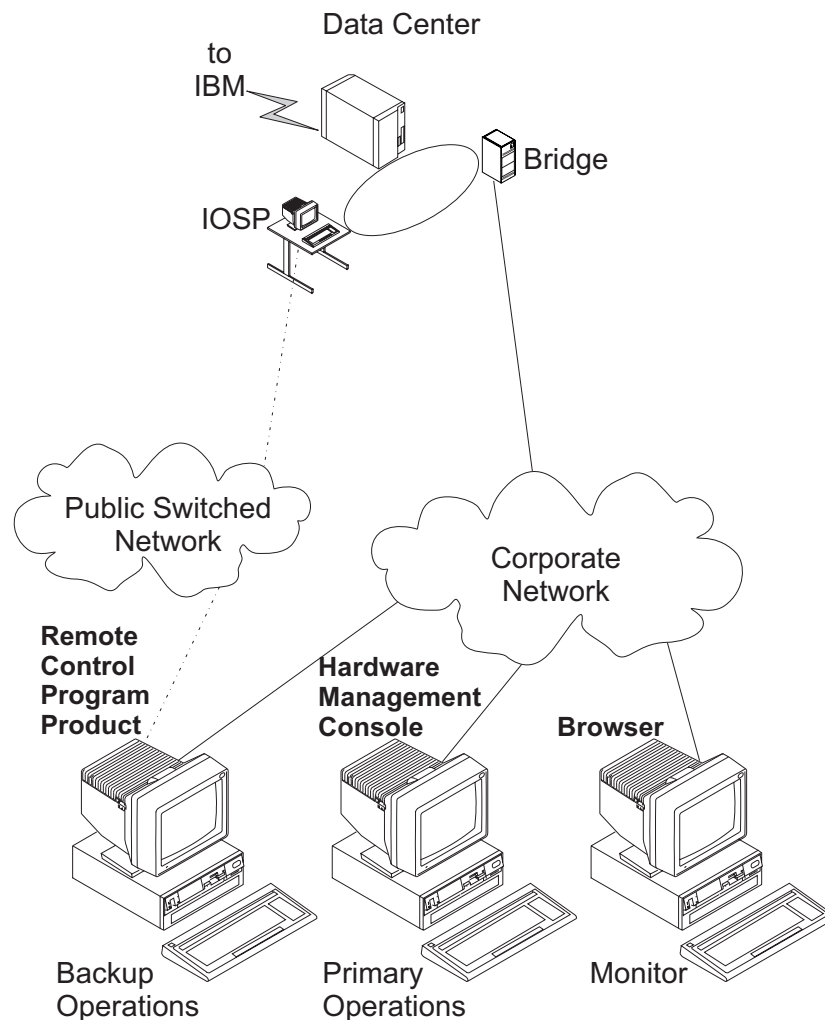 Data Center
to
IBM
Bridge
IOSP
Public Switched
Network
Corporate
Network
Remote
Control
Program
Product
Hardware
Management
Console
Browser
Backup
Operations
Primary
Operations
Monitor